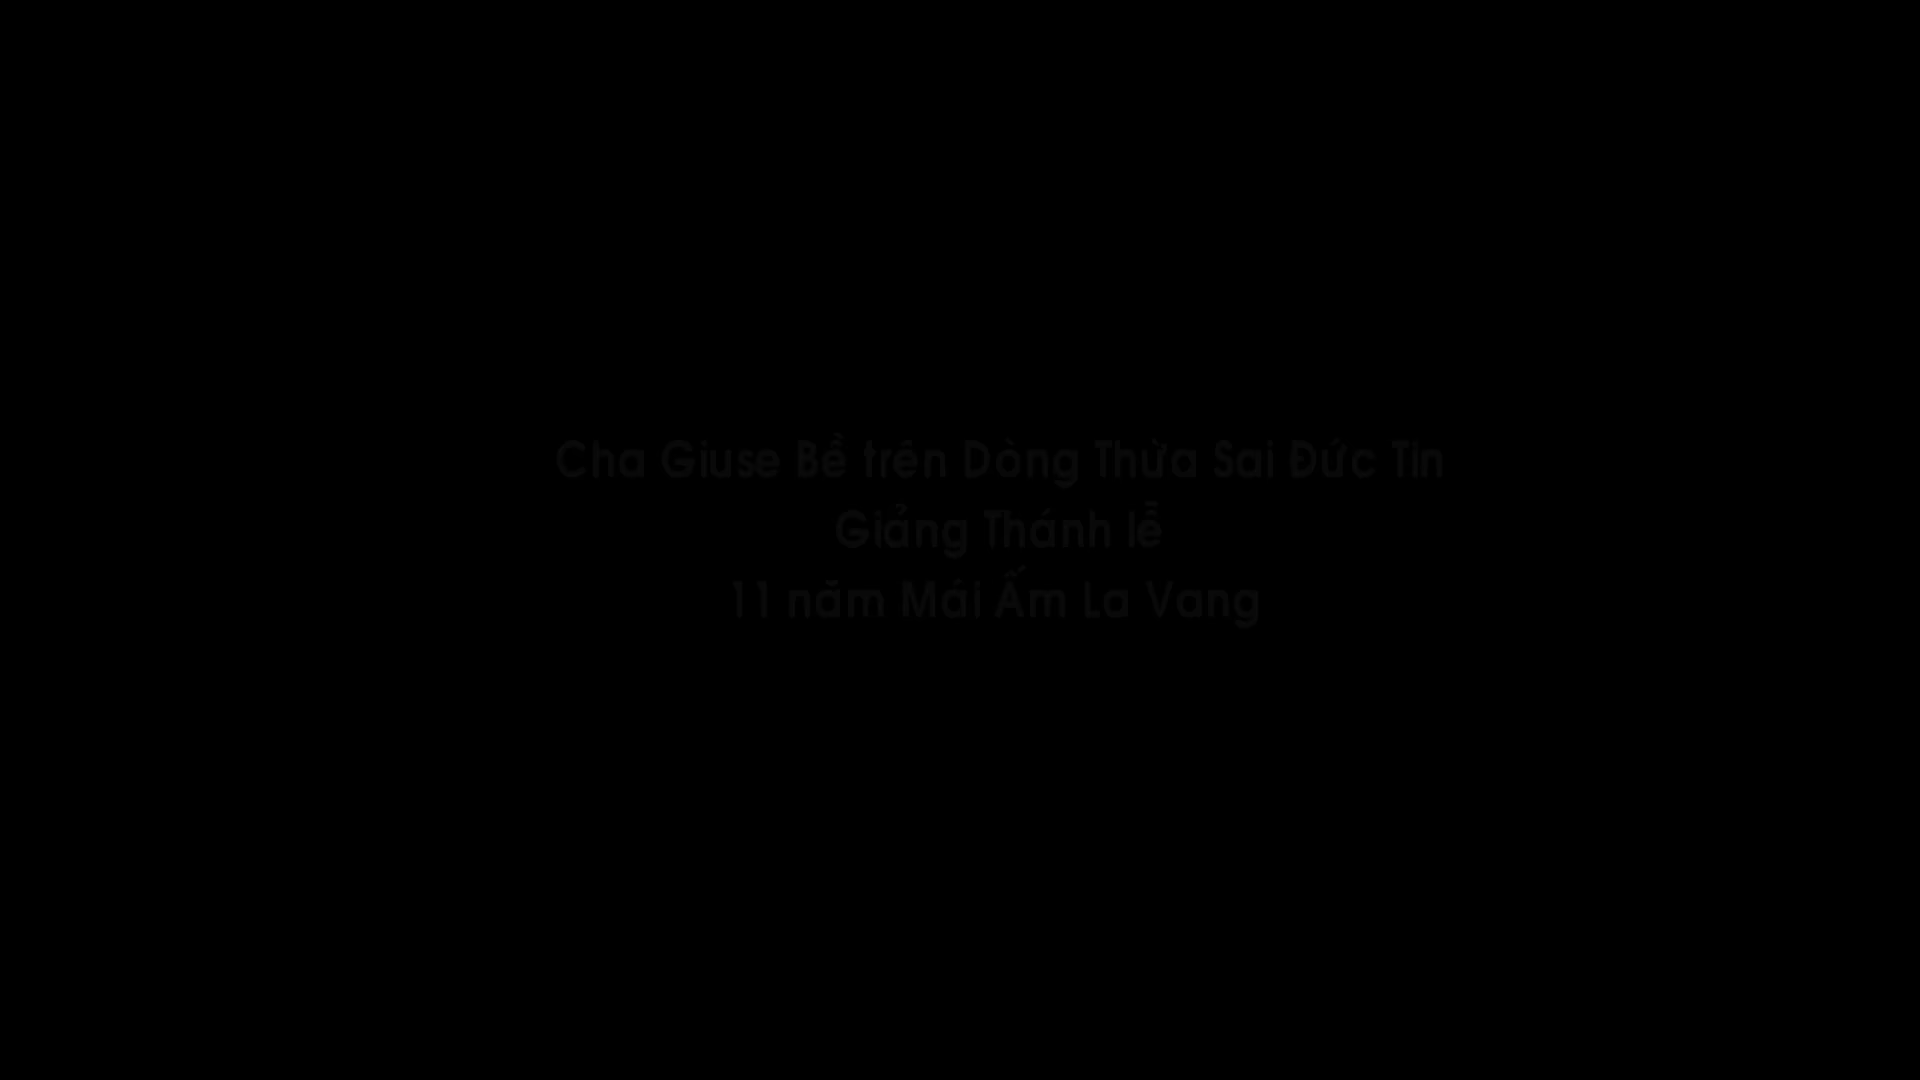 Cha Giuse Bề trên Dòng Thừa Sai Đức Tin
Giảng Thánh lễ
11 năm Mái Ấm La Vang